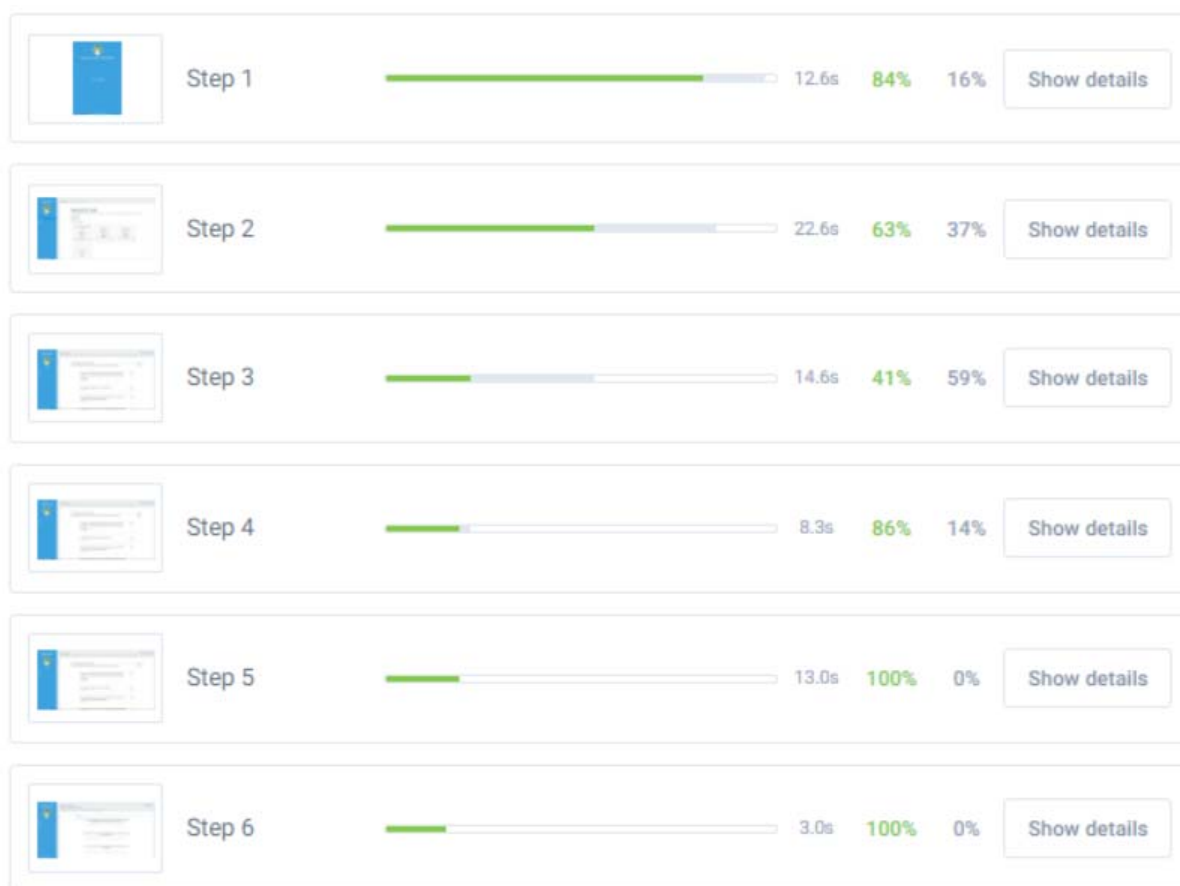 Step 1 12.6s 84% 16% Show details
Step 2 22.6s 63% 37% Show details
Step 3 14.6s 41% 59% Show details
Step 4 8.3s 86% 14% Show details
Step 5 13.0s 100% 0% Show details
Step 6 3.0s 100% 0% Show details